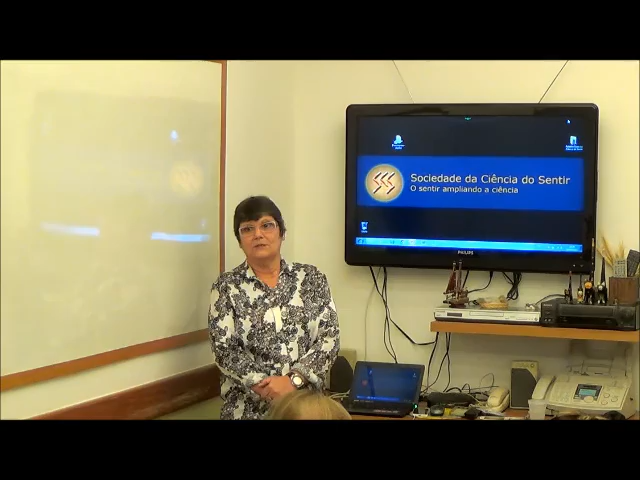 Sociedade da Ciência do Sentir
O sentir ampliando a ciência
PHILIPS